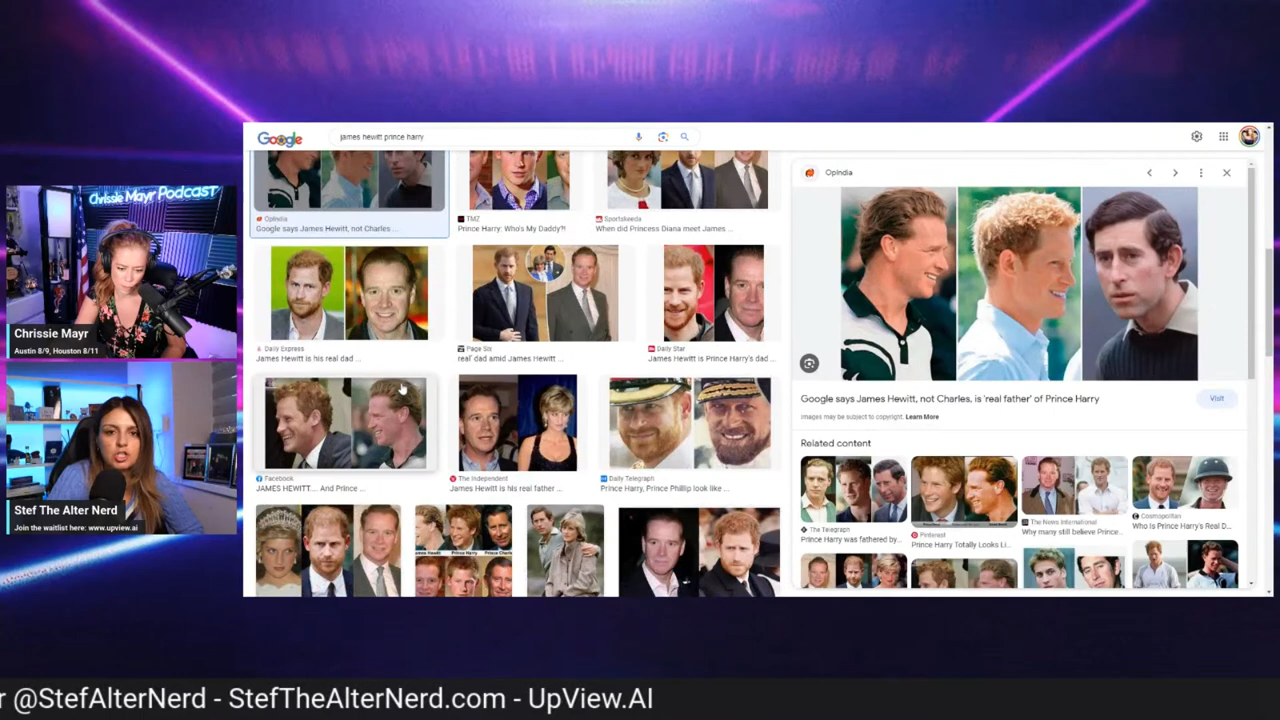 Google
james hewitt prince harry
OpIndia
Google says James Hewitt, not Charles ...
TMZ
Prince Harry: Who's My Daddy?!
Sportskeeda
When did Princess Diana meet James ...
Daily Express
James Hewitt is his real dad ...
Page Six
real' dad amid James Hewitt ...
Daily Star
James Hewitt is Prince Harry's dad ...
Facebook
JAMES HEWITT.... And Prince ...
The Independent
James Hewitt is his real father ...
Daily Telegraph
Prince Harry, Prince Phillip look like ...
James Hewitt
Prince Harry
OpIndia
Google says James Hewitt, not Charles, is 'real father' of Prince Harry
Visit
Images may be subject to copyright. Learn More
Related content
The Telegraph
Prince Harry was fathered by...
Pinterest
Prince Harry Totally Looks Li...
The News International
Why many still believe Prince...
Cosmopolitan
Who Is Prince Harry's Real D...
Chrissie Mayr Podcast
Chrissie Mayr
Austin 8/9, Houston 8/11
Stef The Alter Nerd
Join the waitlist here: www.upview.ai
r @StefAlterNerd - StefTheAlterNerd.com - UpView.AI